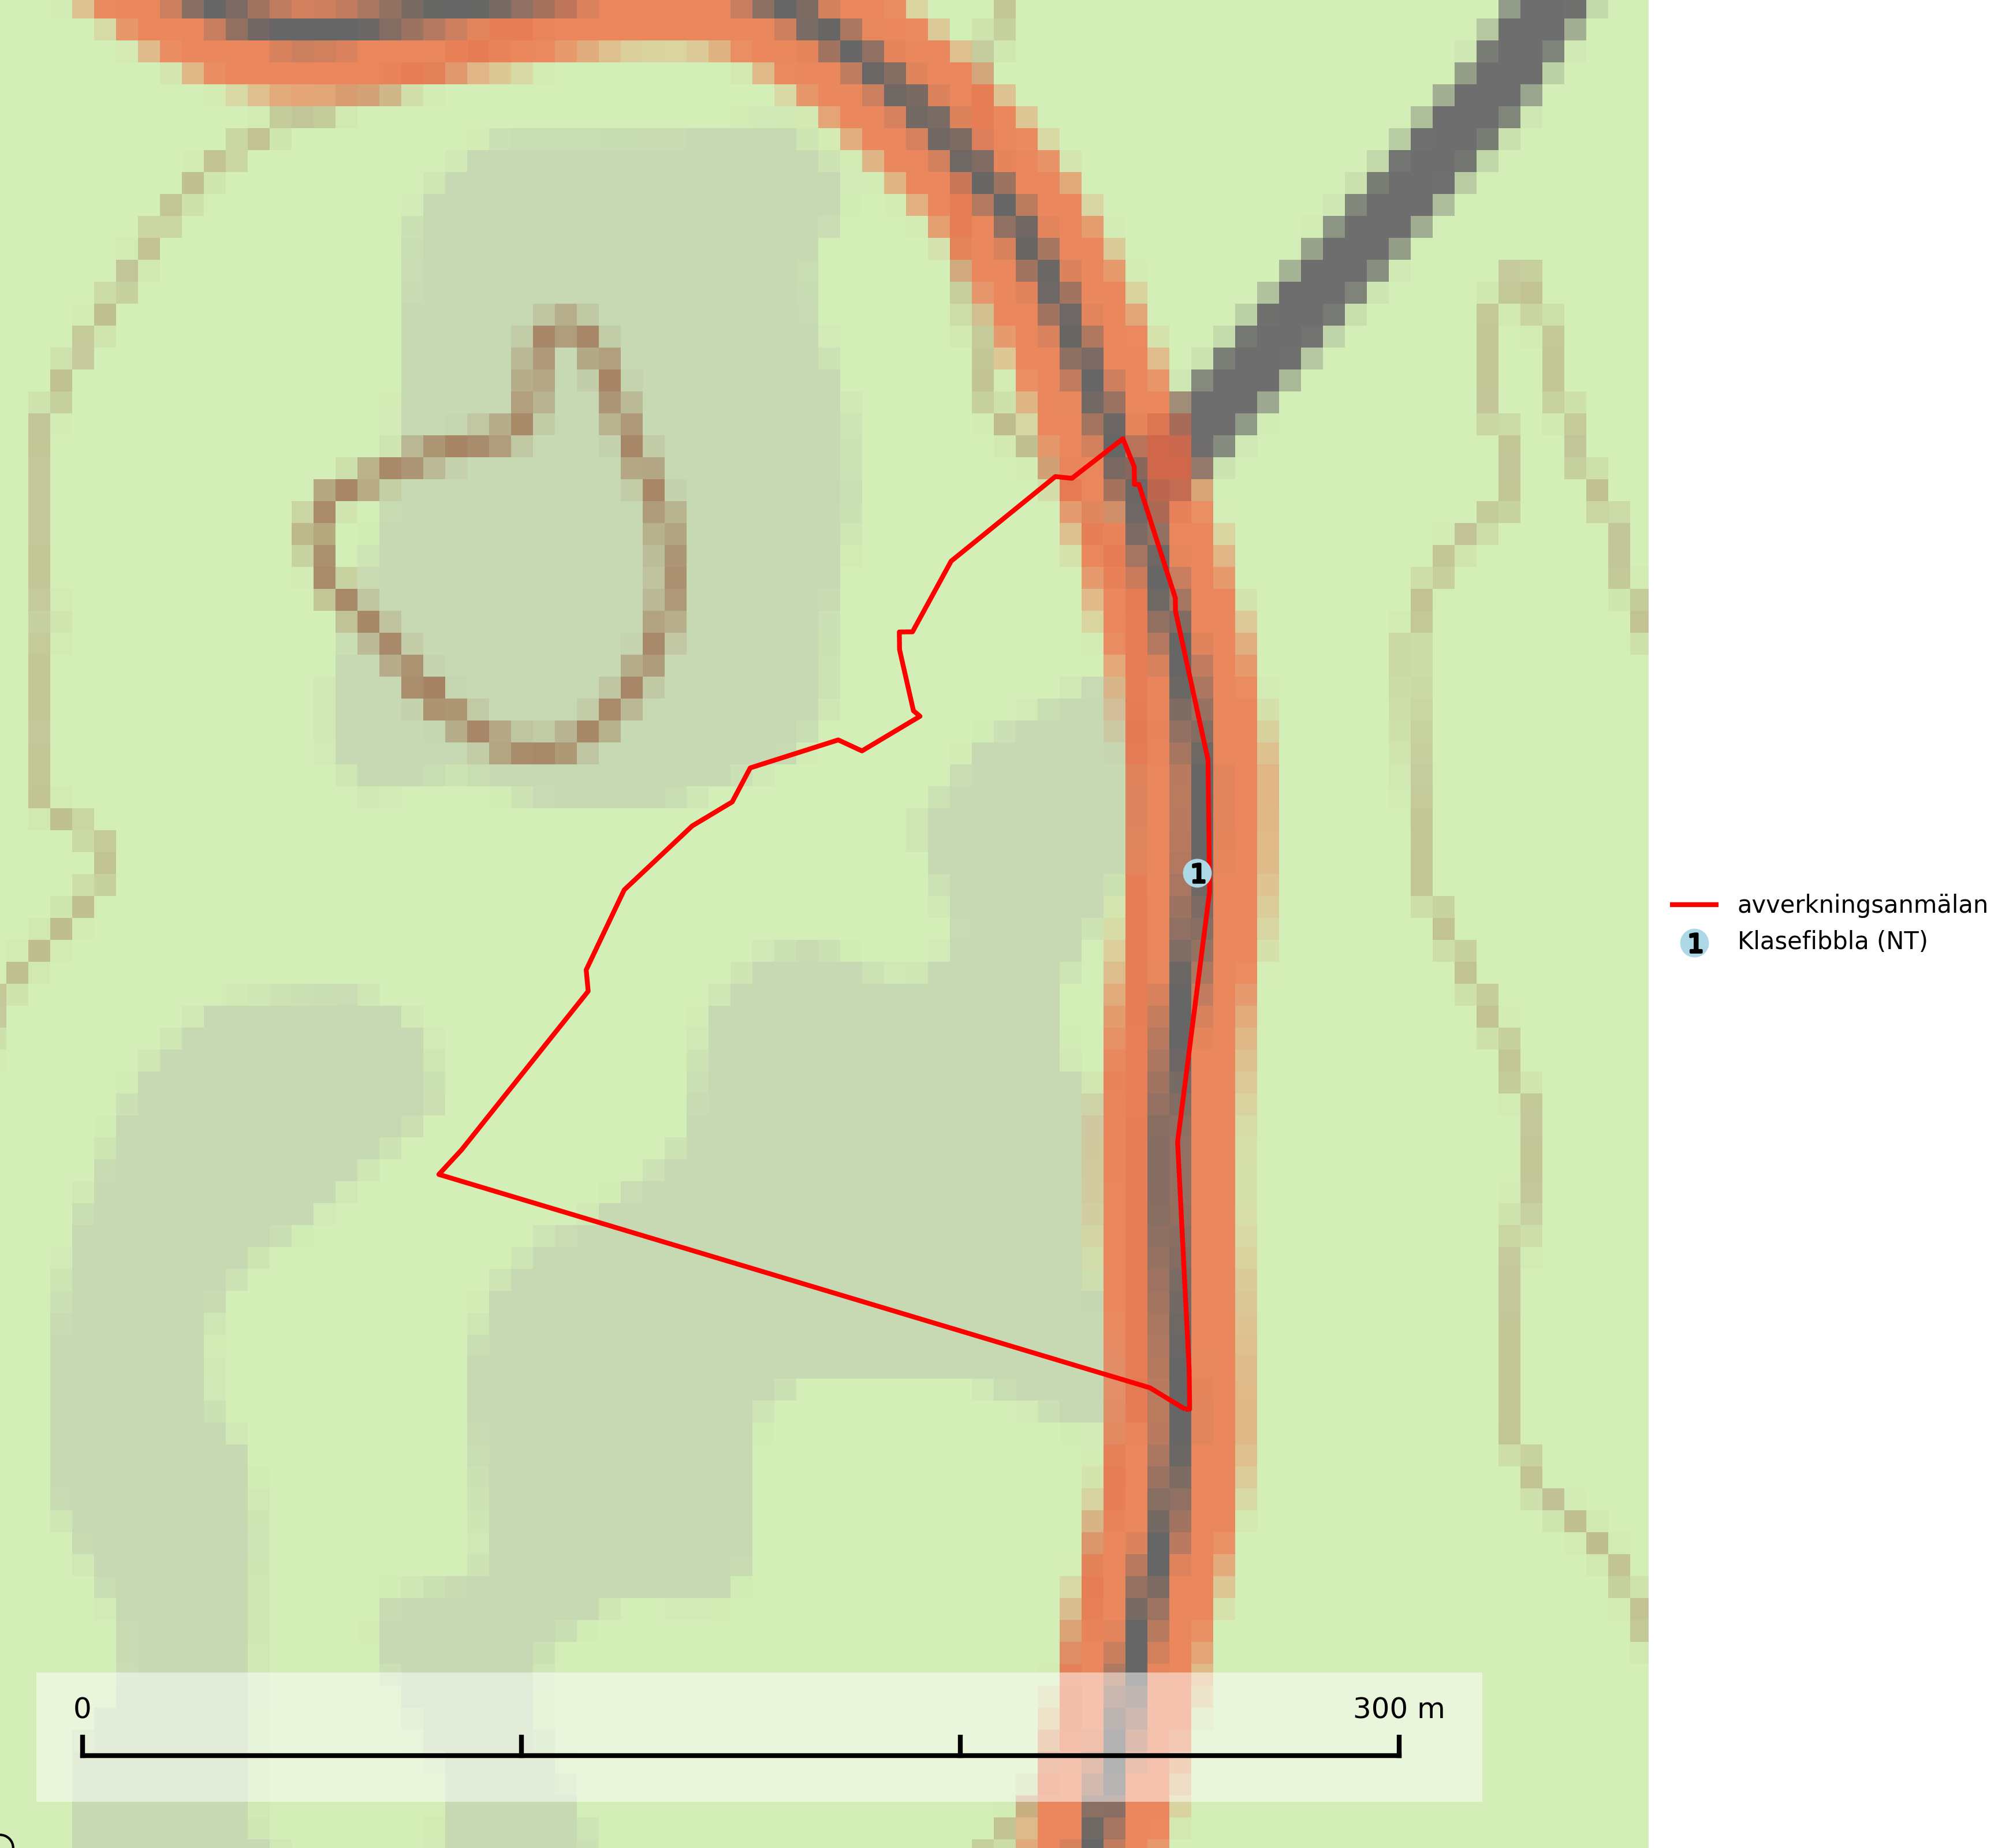 1
avverkningsanmälan
1 Klasefibbla (NT)
0 300 m